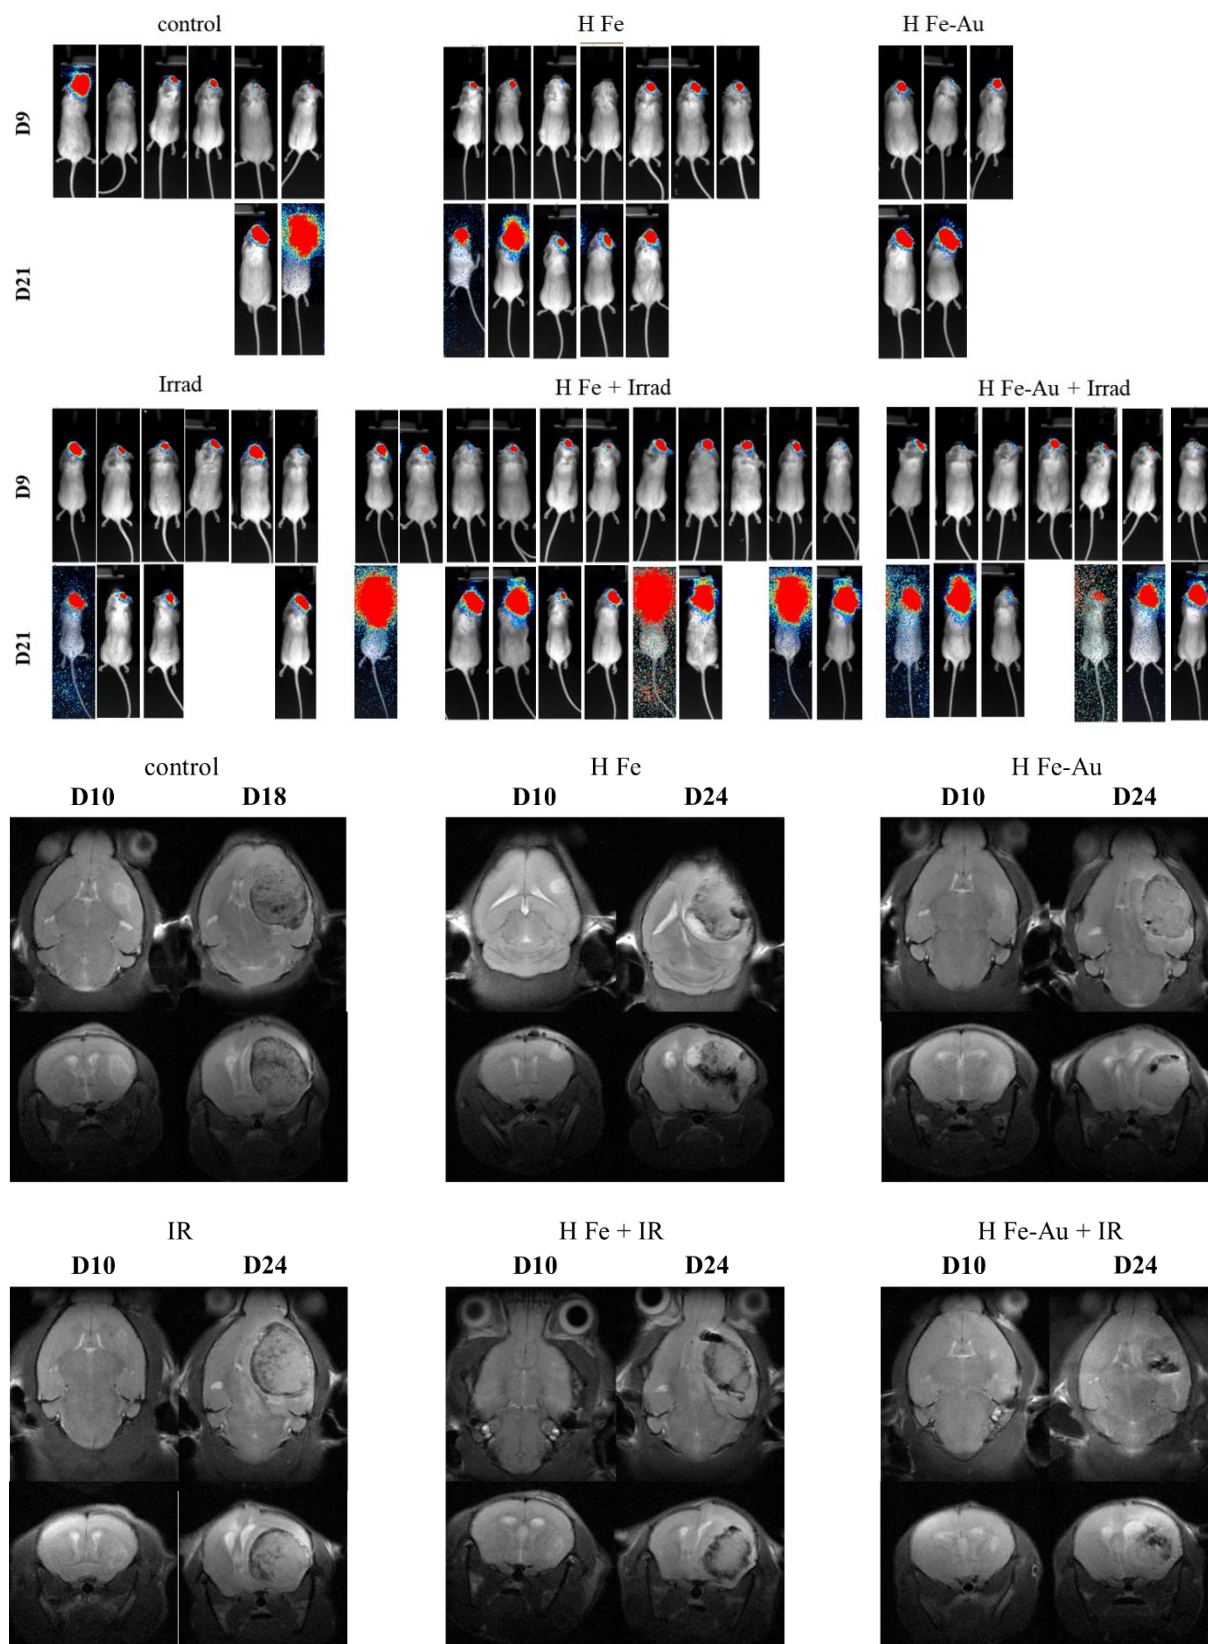 control H Fe H Fe-Au
D9
D21
Irrad H Fe + Irrad H Fe-Au + Irrad
D9
D21
control H Fe H Fe-Au
D10 D18 D10 D24 D10 D24
IR H Fe + IR H Fe-Au + IR
D10 D24 D10 D24 D10 D24